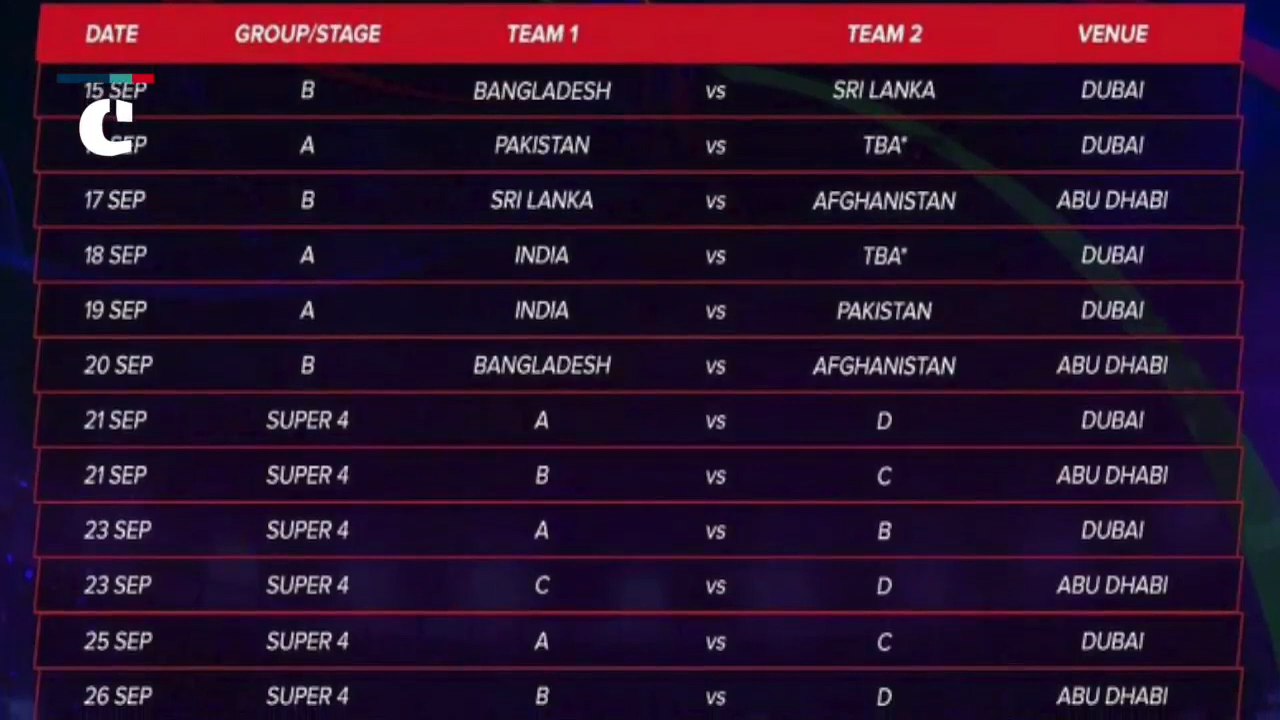 DATE GROUP/STAGE TEAM 1 TEAM 2 VENUE
15 SEP B BANGLADESH vs SRI LANKA DUBAI
SEP A PAKISTAN vs TBA* DUBAI
17 SEP B SRI LANKA vs AFGHANISTAN ABU DHABI
18 SEP A INDIA vs TBA* DUBAI
19 SEP A INDIA vs PAKISTAN DUBAI
20 SEP B BANGLADESH vs AFGHANISTAN ABU DHABI
21 SEP SUPER 4 A vs D DUBAI
21 SEP SUPER 4 B vs C ABU DHABI
23 SEP SUPER 4 A vs B DUBAI
23 SEP SUPER 4 C vs D ABU DHABI
25 SEP SUPER 4 A vs C DUBAI
26 SEP SUPER 4 B vs D ABU DHABI